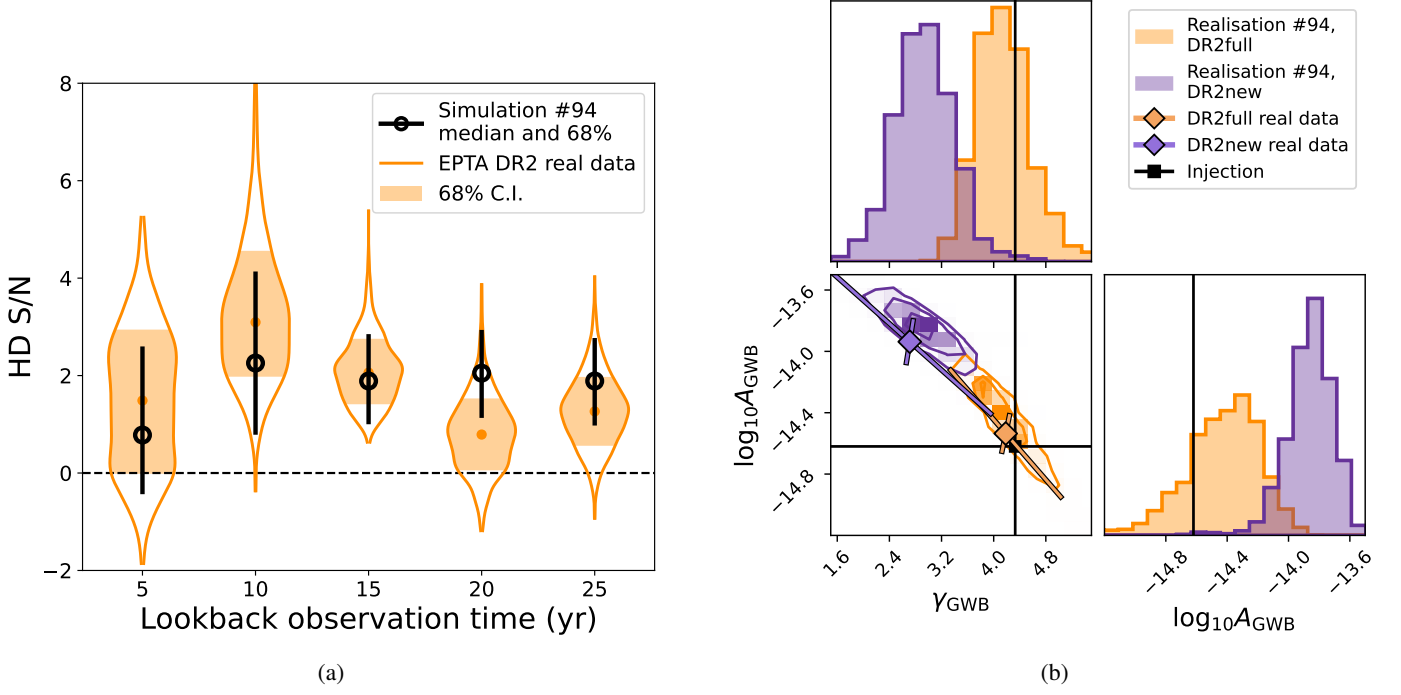 8
6
4
2
0
−2
HD S/N
5
10
15
20
25
Lookback observation time (yr)
Simulation #94
median and 68%
EPTA DR2 real data
68% C.I.
(a)
Realisation #94,
DR2full
Realisation #94,
DR2new
DR2full real data
DR2new real data
Injection
−13.6
−14.0
−14.4
−14.8
log₁₀A_GWB
1.6
2.4
3.2
4.0
4.8
γ_GWB
−14.8
−14.4
−14.0
−13.6
log₁₀A_GWB
(b)